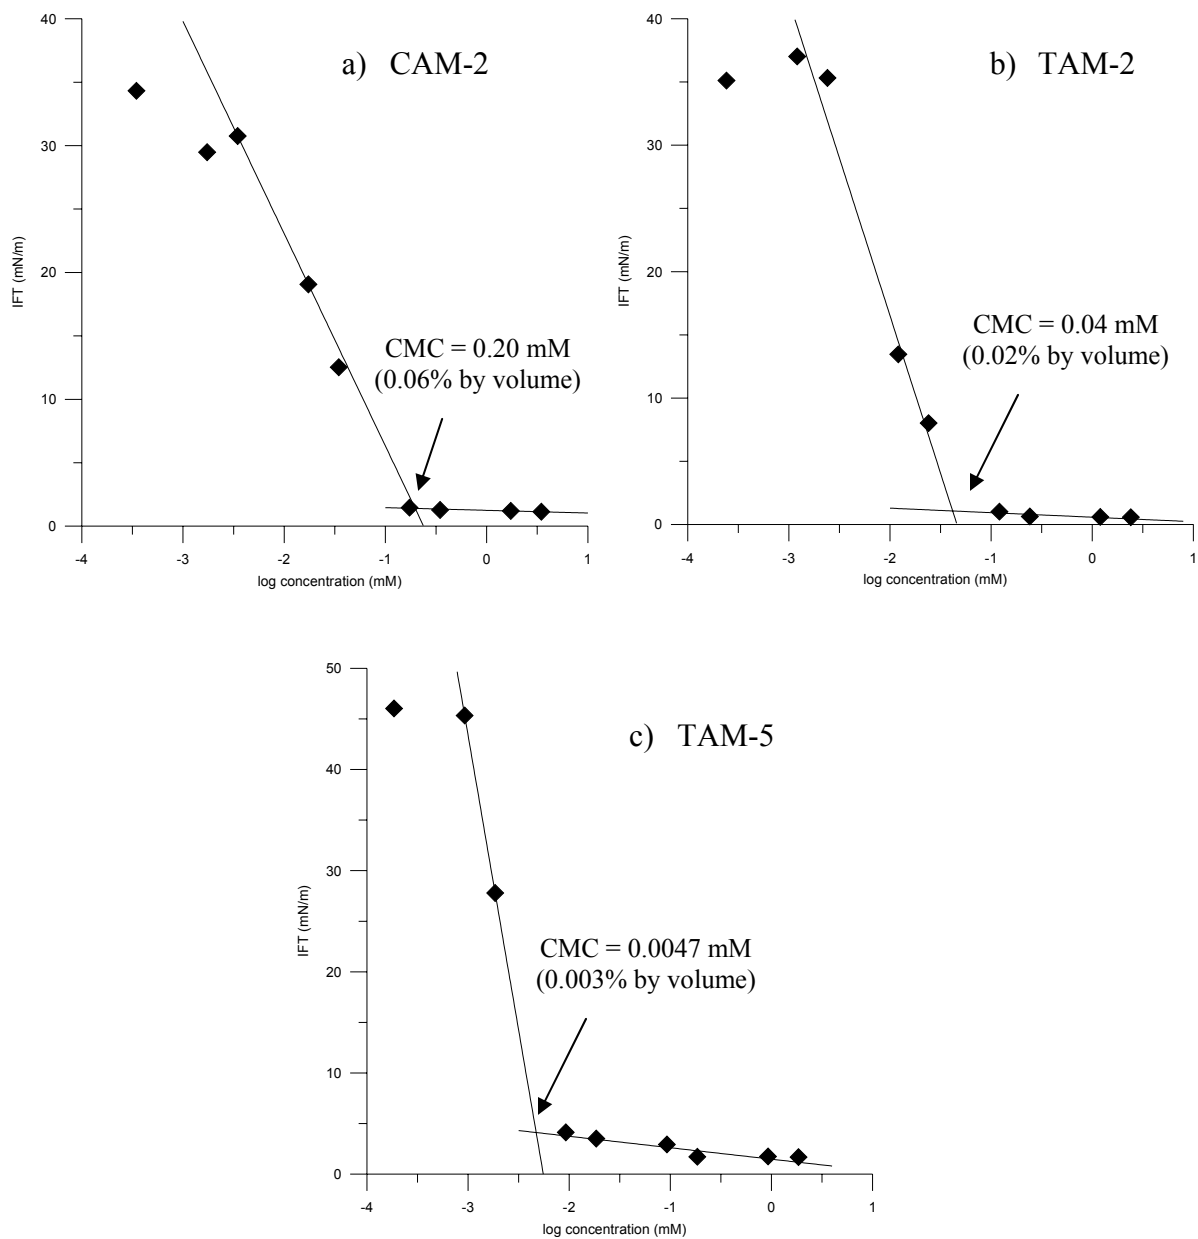 a) CAM-2
40
30
20
10
0
IFT (mN/m)
CMC = 0.20 mM
(0.06% by volume)
-4 -3 -2 -1 0 1
log concentration (mM)
b) TAM-2
40
30
20
10
0
IFT (mN/m)
CMC = 0.04 mM
(0.02% by volume)
-4 -3 -2 -1 0 1
log concentration (mM)
c) TAM-5
50
40
30
20
10
0
IFT (mN/m)
CMC = 0.0047 mM
(0.003% by volume)
-4 -3 -2 -1 0 1
log concentration (mM)